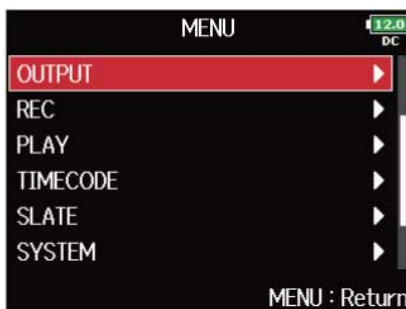 MENU
12.0
DC
OUTPUT
REC
PLAY
TIMECODE
SLATE
SYSTEM
MENU : Return